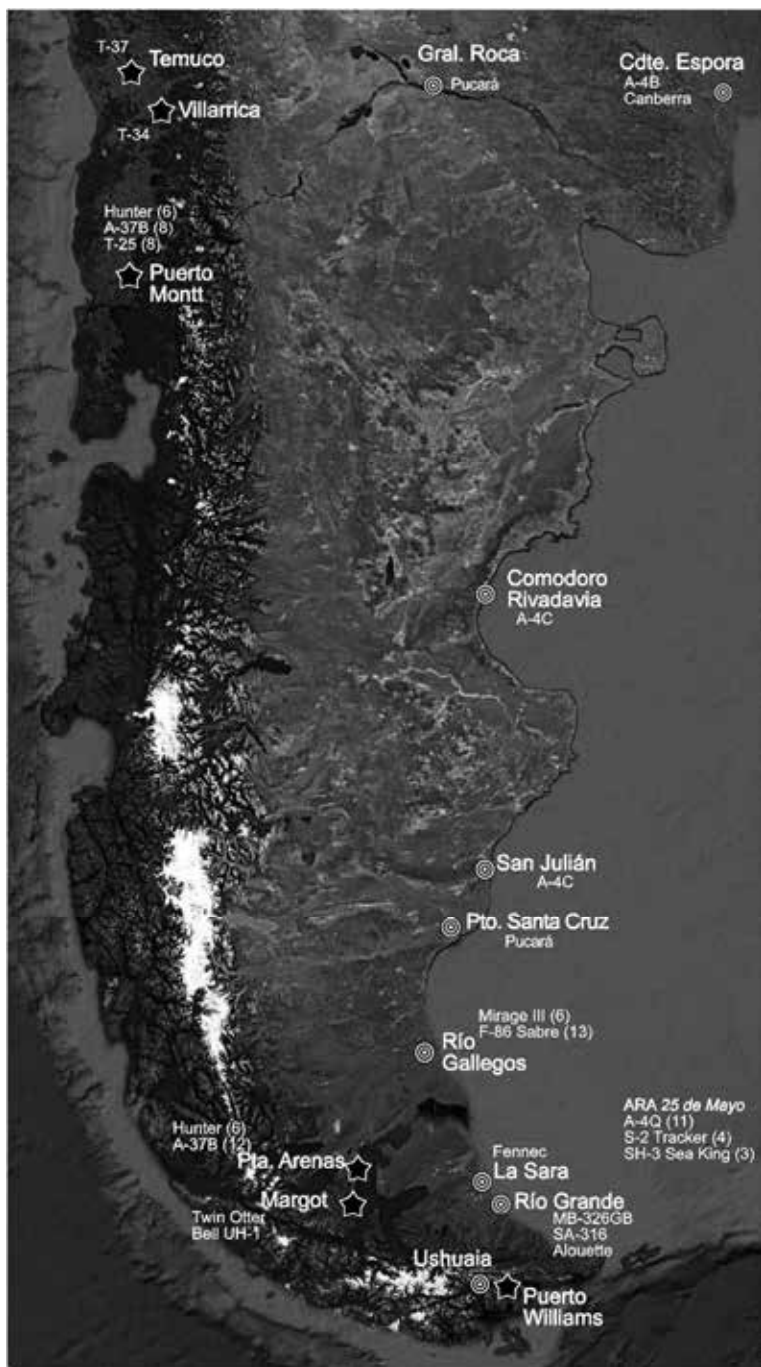 T-37
Temuco
Villarrica
T-34
Gral. Roca
Pucará
Cdte. Espora
A-4B
Canberra
Hunter (6)
A-37B (8)
T-25 (8)
Puerto
Montt
Comodoro
Rivadavia
A-4C
San Julián
A-4C
Pto. Santa Cruz
Pucará
Mirage III (6)
F-86 Sabre (13)
Río
Gallegos
ARA 25 de Mayo
A-4Q (11)
S-2 Tracker (4)
SH-3 Sea King (3)
Hunter (6)
A-37B (12)
Pta. Arenas
Margot
Twin Otter
Bell UH-1
Fennec
La Sara
Río Grande
MB-326GB
SA-316
Alouette
Ushuaia
Puerto
Williams